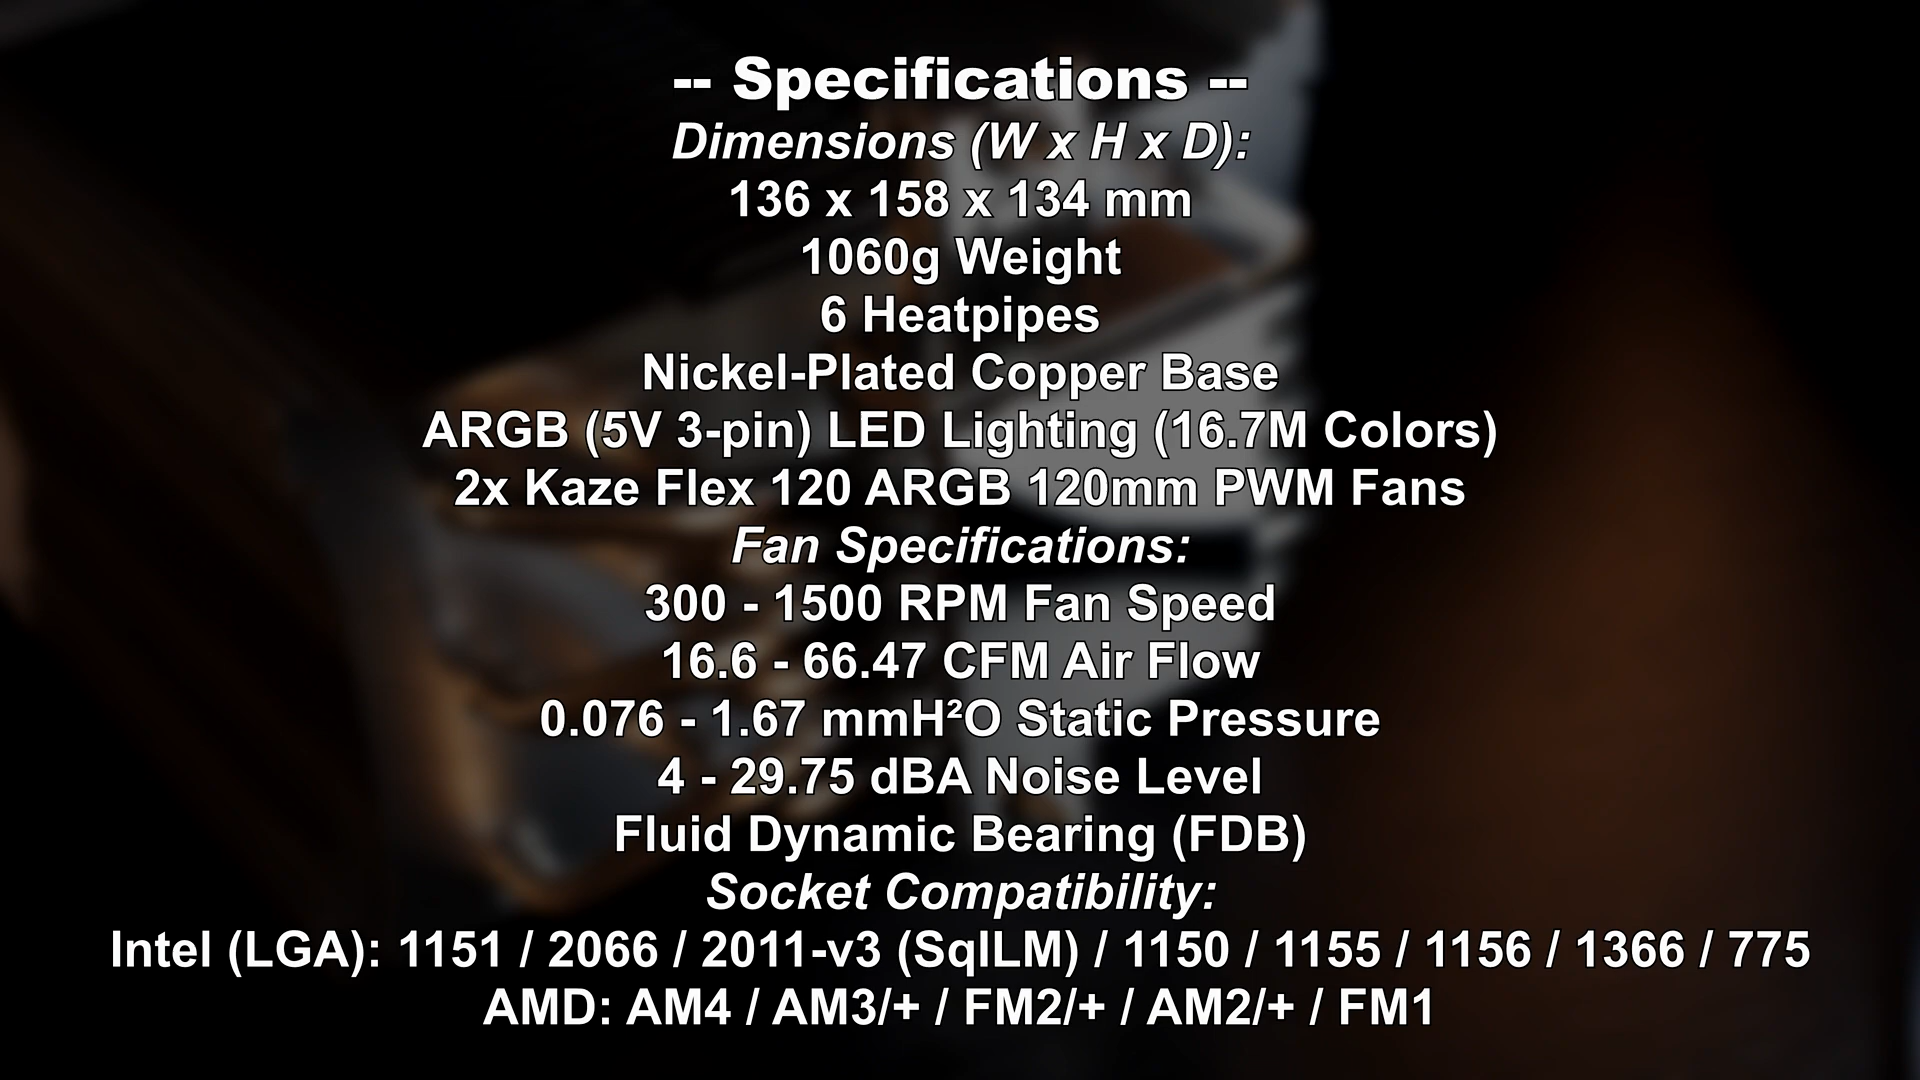 -- Specifications --
Dimensions (W x H x D):
136 x 158 x 134 mm
1060g Weight
6 Heatpipes
Nickel-Plated Copper Base
ARGB (5V 3-pin) LED Lighting (16.7M Colors)
2x Kaze Flex 120 ARGB 120mm PWM Fans
Fan Specifications:
300 - 1500 RPM Fan Speed
16.6 - 66.47 CFM Air Flow
0.076 - 1.67 mmH²O Static Pressure
4 - 29.75 dBA Noise Level
Fluid Dynamic Bearing (FDB)
Socket Compatibility:
Intel (LGA): 1151 / 2066 / 2011-v3 (SqILM) / 1150 / 1155 / 1156 / 1366 / 775
AMD: AM4 / AM3/+ / FM2/+ / AM2/+ / FM1